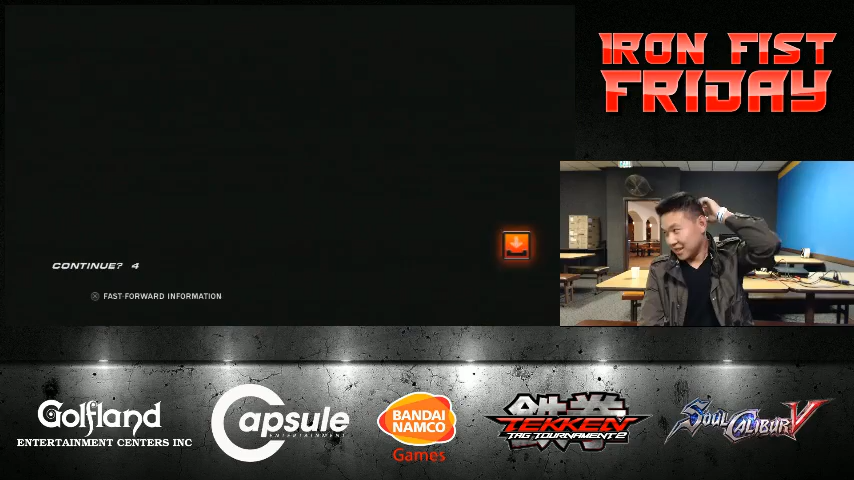 IRON FIST
FRIDAY
CONTINUE? 4
FAST-FORWARD INFORMATION
Golfland
ENTERTAINMENT CENTERS INC
Capsule
ENTERTAINMENT
BANDAI
NAMCO
Games
TEKKEN
TAG TOURNAMENT 2
SOUL
CALIBUR V